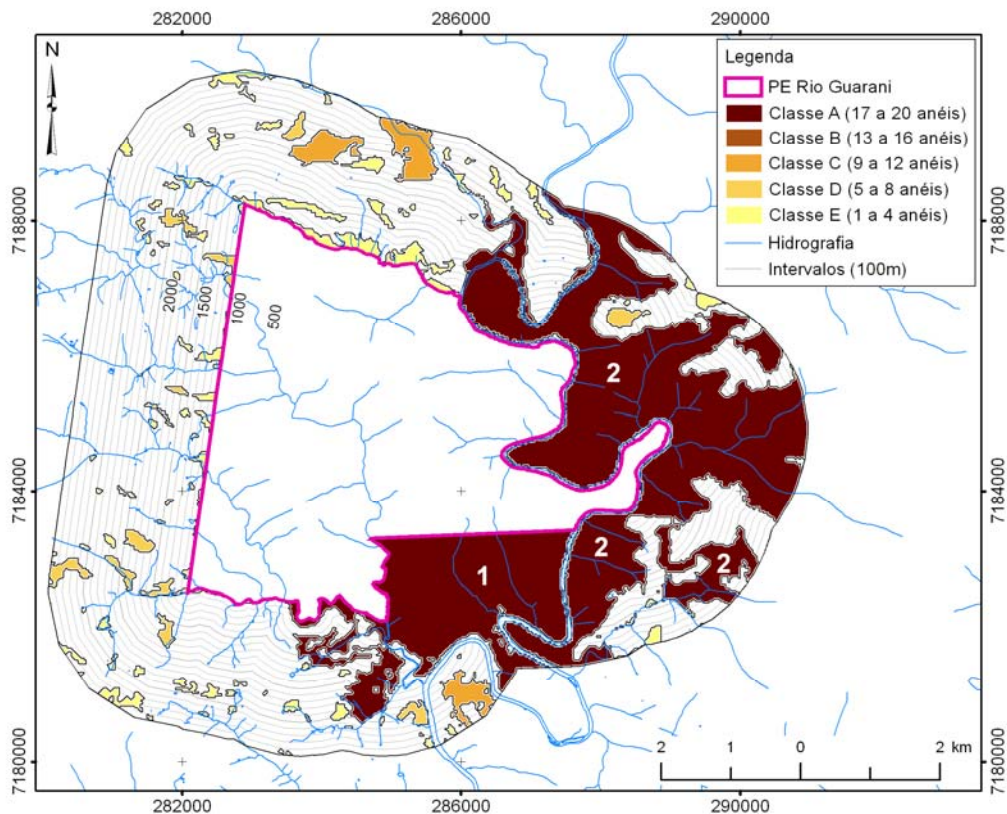 282000 286000 290000
N
Legenda
PE Rio Guarani
Classe A (17 a 20 anéis)
Classe B (13 a 16 anéis)
Classe C (9 a 12 anéis)
Classe D (5 a 8 anéis)
Classe E (1 a 4 anéis)
Hidrografia
Intervalos (100m)
7188000 7188000
2000 1500 1000 500
2
7184000 7184000
1 2 2
2 1 0 2 km
7180000 7180000
282000 286000 290000